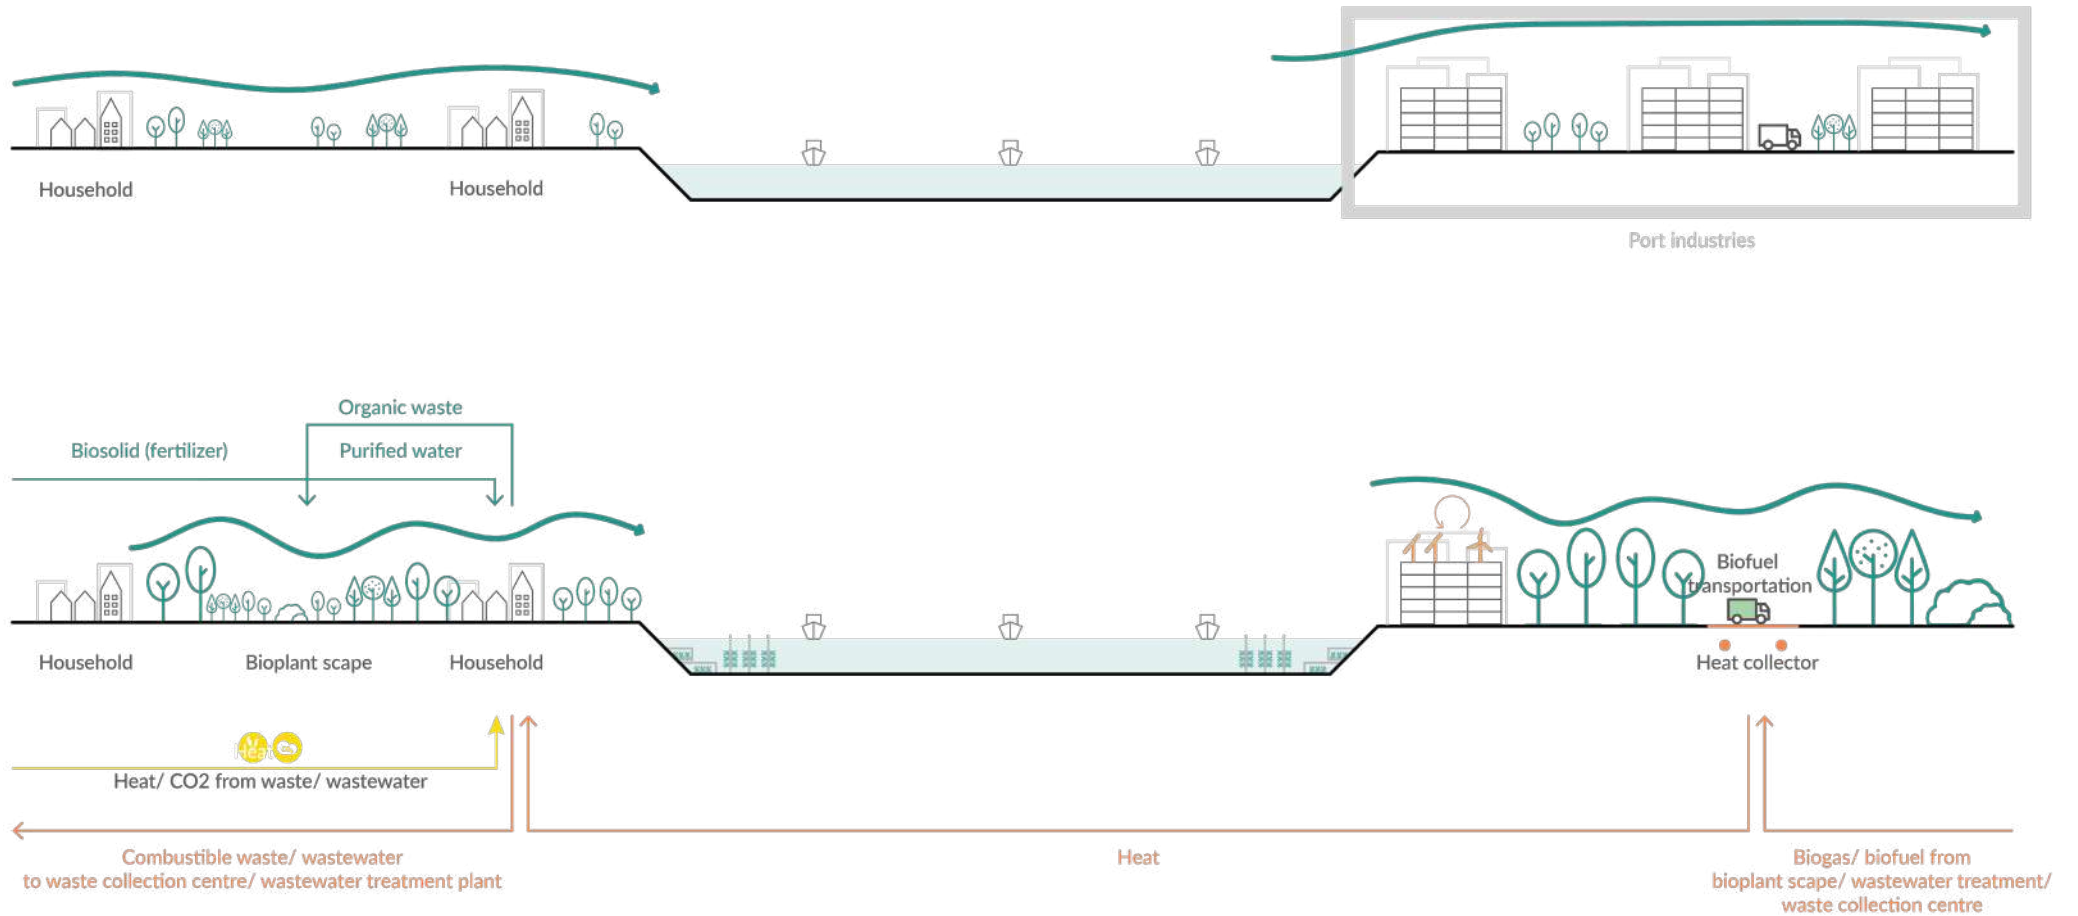 Household
Household
Port industries
Organic waste
Biosolid (fertilizer)
Purified water
Biofuel
transportation
Household
Bioplant scape
Household
Heat collector
Heat
Heat/ CO2 from waste/ wastewater
Combustible waste/ wastewater
to waste collection centre/ wastewater treatment plant
Heat
Biogas/ biofuel from
bioplant scape/ wastewater treatment/
waste collection centre